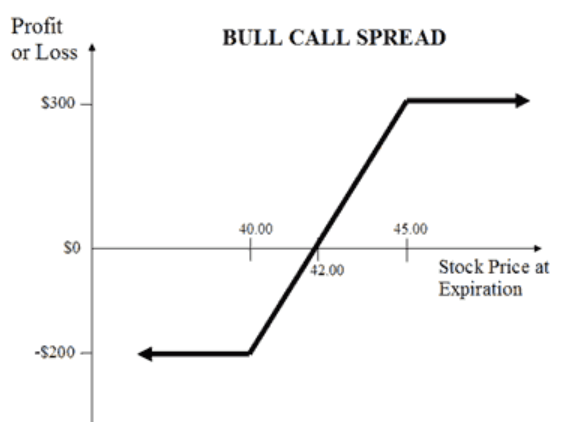 Profit
or Loss
BULL CALL SPREAD
$300
40.00
45.00
$0
42.00
Stock Price at
Expiration
-$200